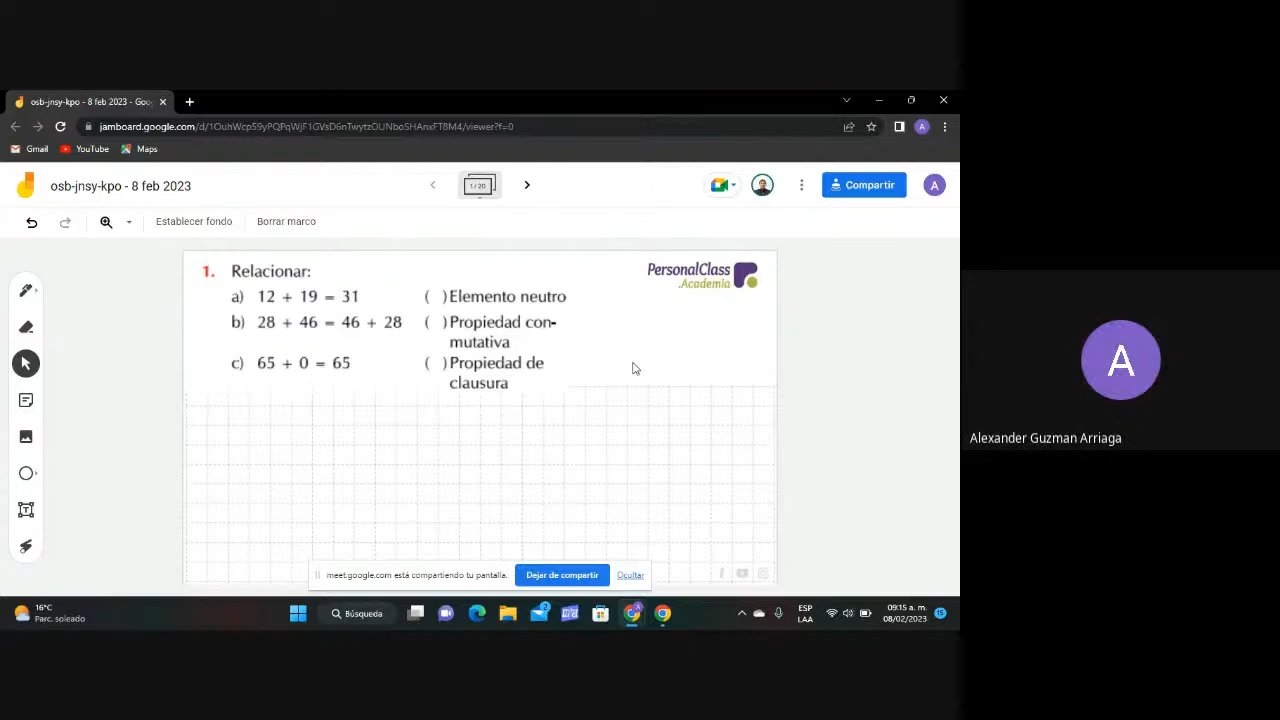 osb-jnsy-kpo - 8 feb 2023 - Goo
jamboard.google.com/d/1OuhWcp59yPQPqWjF1GVsD6nTwytzOUNboSHAnxFT8M4/viewer?f=0
Gmail YouTube Maps
osb-jnsy-kpo - 8 feb 2023
1 / 20
Compartir
A
Establecer fondo Borrar marco
1. Relacionar:
PersonalClass
.Academia
a) 12 + 19 = 31 ( ) Elemento neutro
b) 28 + 46 = 46 + 28 ( ) Propiedad con-
mutativa
c) 65 + 0 = 65 ( ) Propiedad de
clausura
A
Alexander Guzman Arriaga
meet.google.com está compartiendo tu pantalla. Dejar de compartir Ocultar
16°C
Parc. soleado
Búsqueda
ESP
LAA
09:15 a. m.
08/02/2023
15